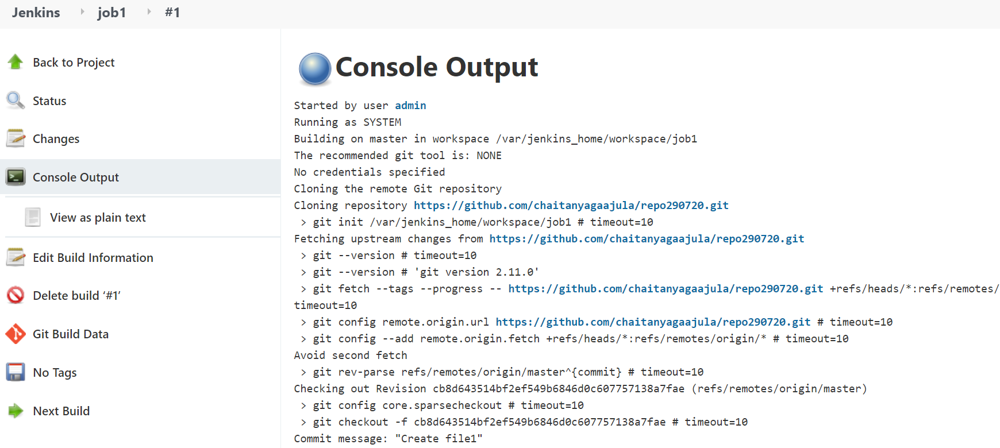 Jenkins job1 #1
Back to Project
Status
Changes
Console Output
View as plain text
Edit Build Information
Delete build ‘#1’
Git Build Data
No Tags
Next Build
Console Output
Started by user admin
Running as SYSTEM
Building on master in workspace /var/jenkins_home/workspace/job1
The recommended git tool is: NONE
No credentials specified
Cloning the remote Git repository
Cloning repository https://github.com/chaitanyagaajula/repo290720.git
> git init /var/jenkins_home/workspace/job1 # timeout=10
Fetching upstream changes from https://github.com/chaitanyagaajula/repo290720.git
> git --version # timeout=10
> git --version # 'git version 2.11.0'
> git fetch --tags --progress -- https://github.com/chaitanyagaajula/repo290720.git +refs/heads/*:refs/remotes/
timeout=10
> git config remote.origin.url https://github.com/chaitanyagaajula/repo290720.git # timeout=10
> git config --add remote.origin.fetch +refs/heads/*:refs/remotes/origin/* # timeout=10
Avoid second fetch
> git rev-parse refs/remotes/origin/master^{commit} # timeout=10
Checking out Revision cb8d643514bf2ef549b6846d0c607757138a7fae (refs/remotes/origin/master)
> git config core.sparsecheckout # timeout=10
> git checkout -f cb8d643514bf2ef549b6846d0c607757138a7fae # timeout=10
Commit message: "Create file1"